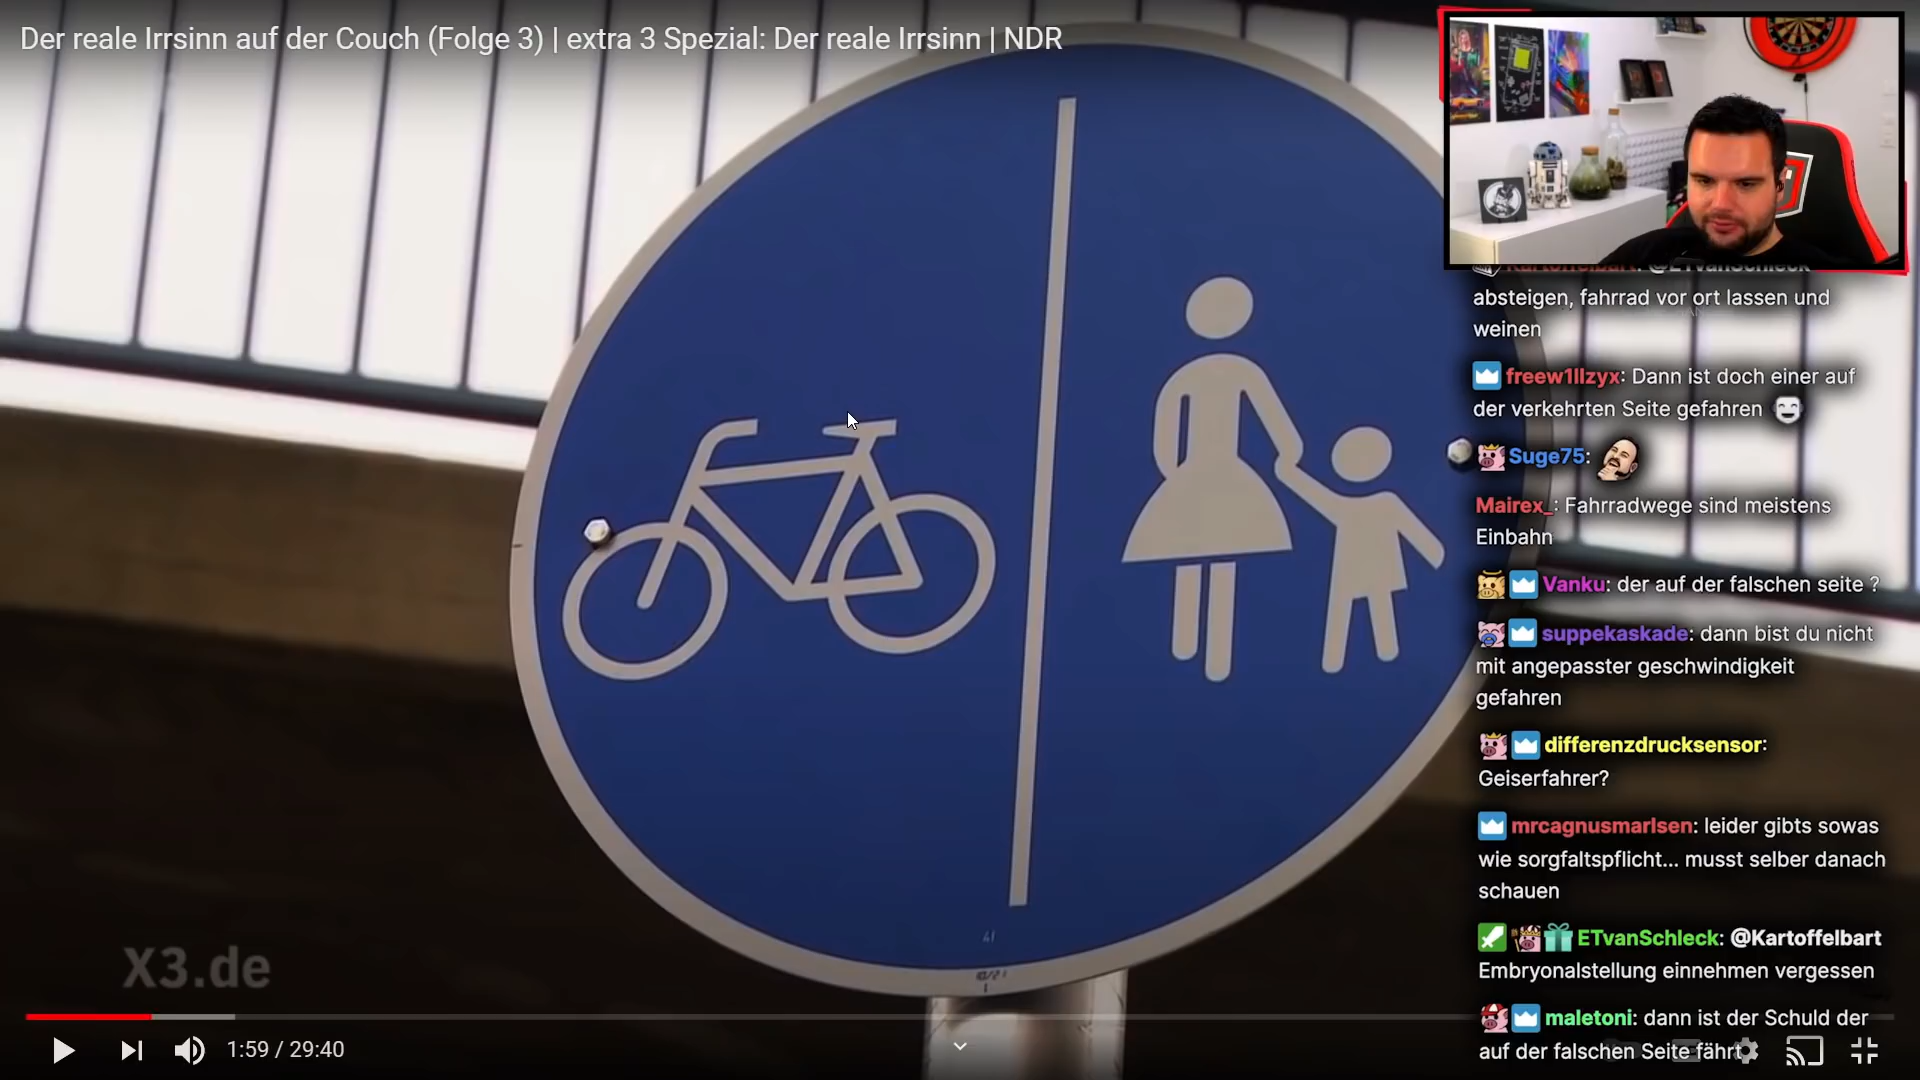 Der reale Irrsinn auf der Couch (Folge 3) | extra 3 Spezial: Der reale Irrsinn | NDR
absteigen, fahrrad vor ort lassen und
weinen
freew1llzyx: Dann ist doch einer auf
der verkehrten Seite gefahren
Suge75:
Mairex_: Fahrradwege sind meistens
Einbahn
Vanku: der auf der falschen seite ?
suppekaskade: dann bist du nicht
mit angepasster geschwindigkeit
gefahren
differenzdrucksensor:
Geiserfahrer?
mrcagnusmarlsen: leider gibts sowas
wie sorgfaltspflicht... musst selber danach
schauen
ETvanSchleck: @Kartoffelbart
Embryonalstellung einnehmen vergessen
maletoni: dann ist der Schuld der
auf der falschen Seite fährt
X3.de
1:59 / 29:40